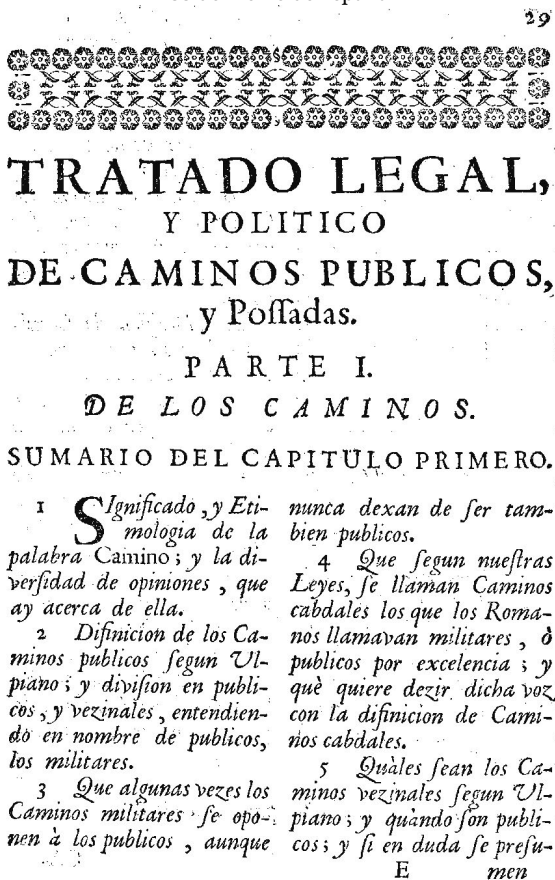 29
TRATADO LEGAL,
Y POLITICO
DE CAMINOS PUBLICOS,
y Possadas.
PARTE I.
DE LOS CAMINOS.
SUMARIO DEL CAPITULO PRIMERO.
1 SIgnificado, y Eti-
mologia de la
palabra Camino; y la di-
versidad de opiniones, que
ay acerca de ella.
2 Difinicion de los Ca-
minos publicos segun Ul-
piano; y division en publi-
cos, y vezinales, entendien-
do en nombre de publicos,
los militares.
3 Que algunas vezes los
Caminos militares se opo-
nen à los publicos, aunque
nunca dexan de ser tam-
bien publicos.
4 Que segun nuestras
Leyes, se llaman Caminos
cabdales los que los Roma-
nos llamavan militares, ò
publicos por excelencia; y
què quiere dezir dicha voz
con la difinicion de Cami-
nos cabdales.
5 Quàles sean los Ca-
minos vezinales segun Ul-
piano; y quàndo son publi-
cos; y si en duda se presu-
E men